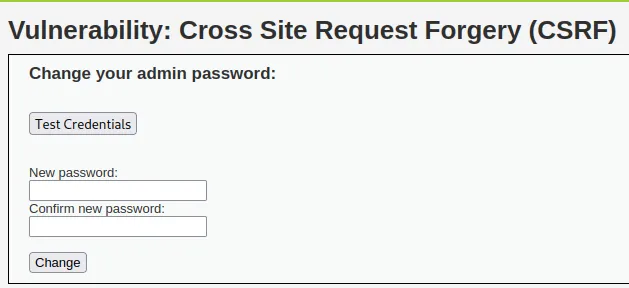 Vulnerability: Cross Site Request Forgery (CSRF)
Change your admin password:
Test Credentials
New password:
Confirm new password:
Change